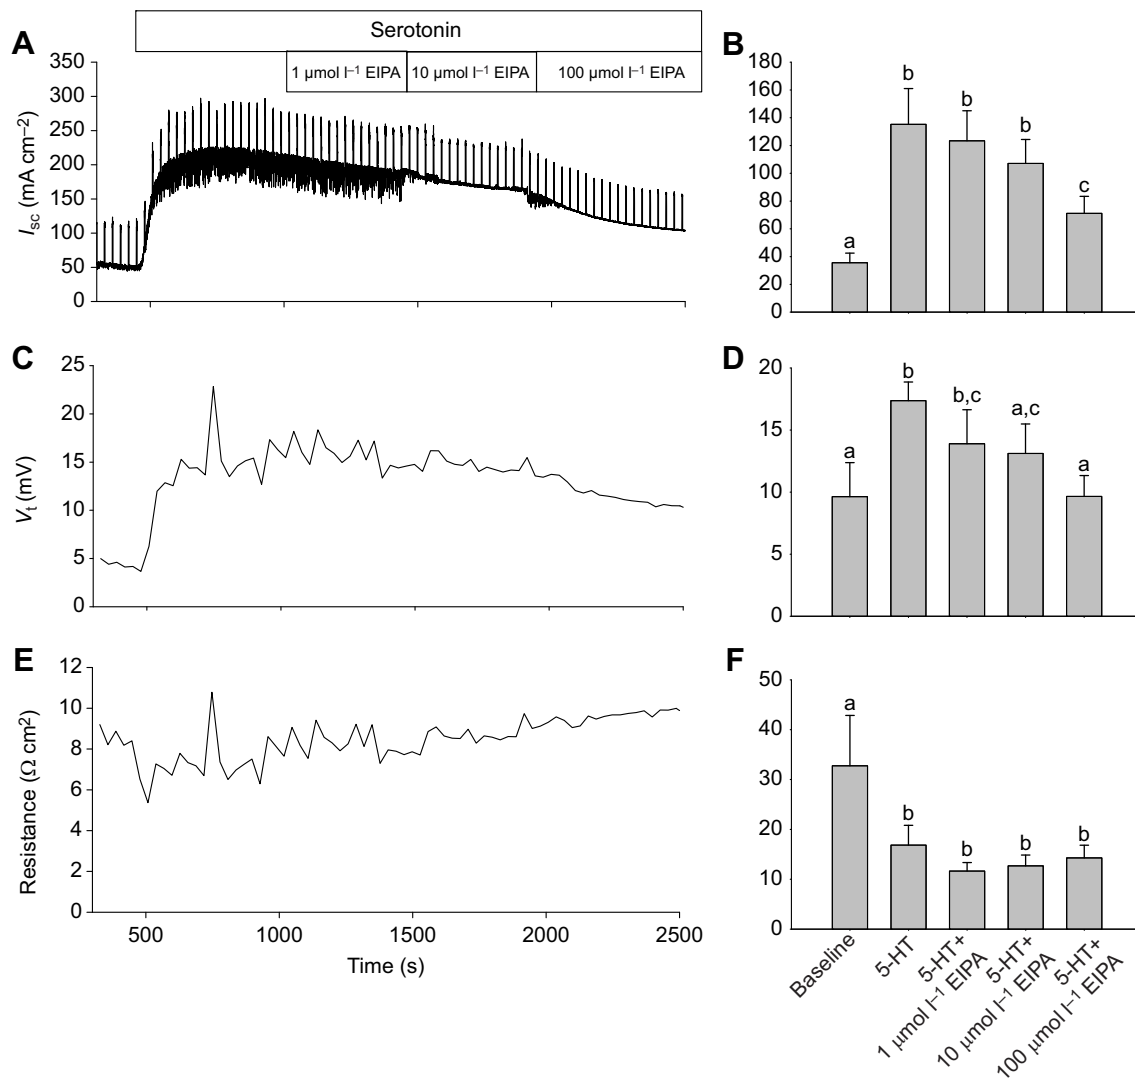 Serotonin
A
B
1 μmol l–1 EIPA 10 μmol l–1 EIPA 100 μmol l–1 EIPA
350
300
250
200
150
100
50
0
Isc (mA cm–2)
180
160
140
120
100
80
60
40
20
0
a
b
b
b
c
C
25
20
15
10
5
0
Vt (mV)
D
20
15
10
5
0
a
b
b,c
a,c
a
E
12
10
8
6
4
2
0
Resistance (Ω cm2)
500 1000 1500 2000 2500
Time (s)
F
50
40
30
20
10
0
a
b
b
b
b
Baseline
5-HT
5-HT+
1 μmol l–1 EIPA
5-HT+
10 μmol l–1 EIPA
5-HT+
100 μmol l–1 EIPA